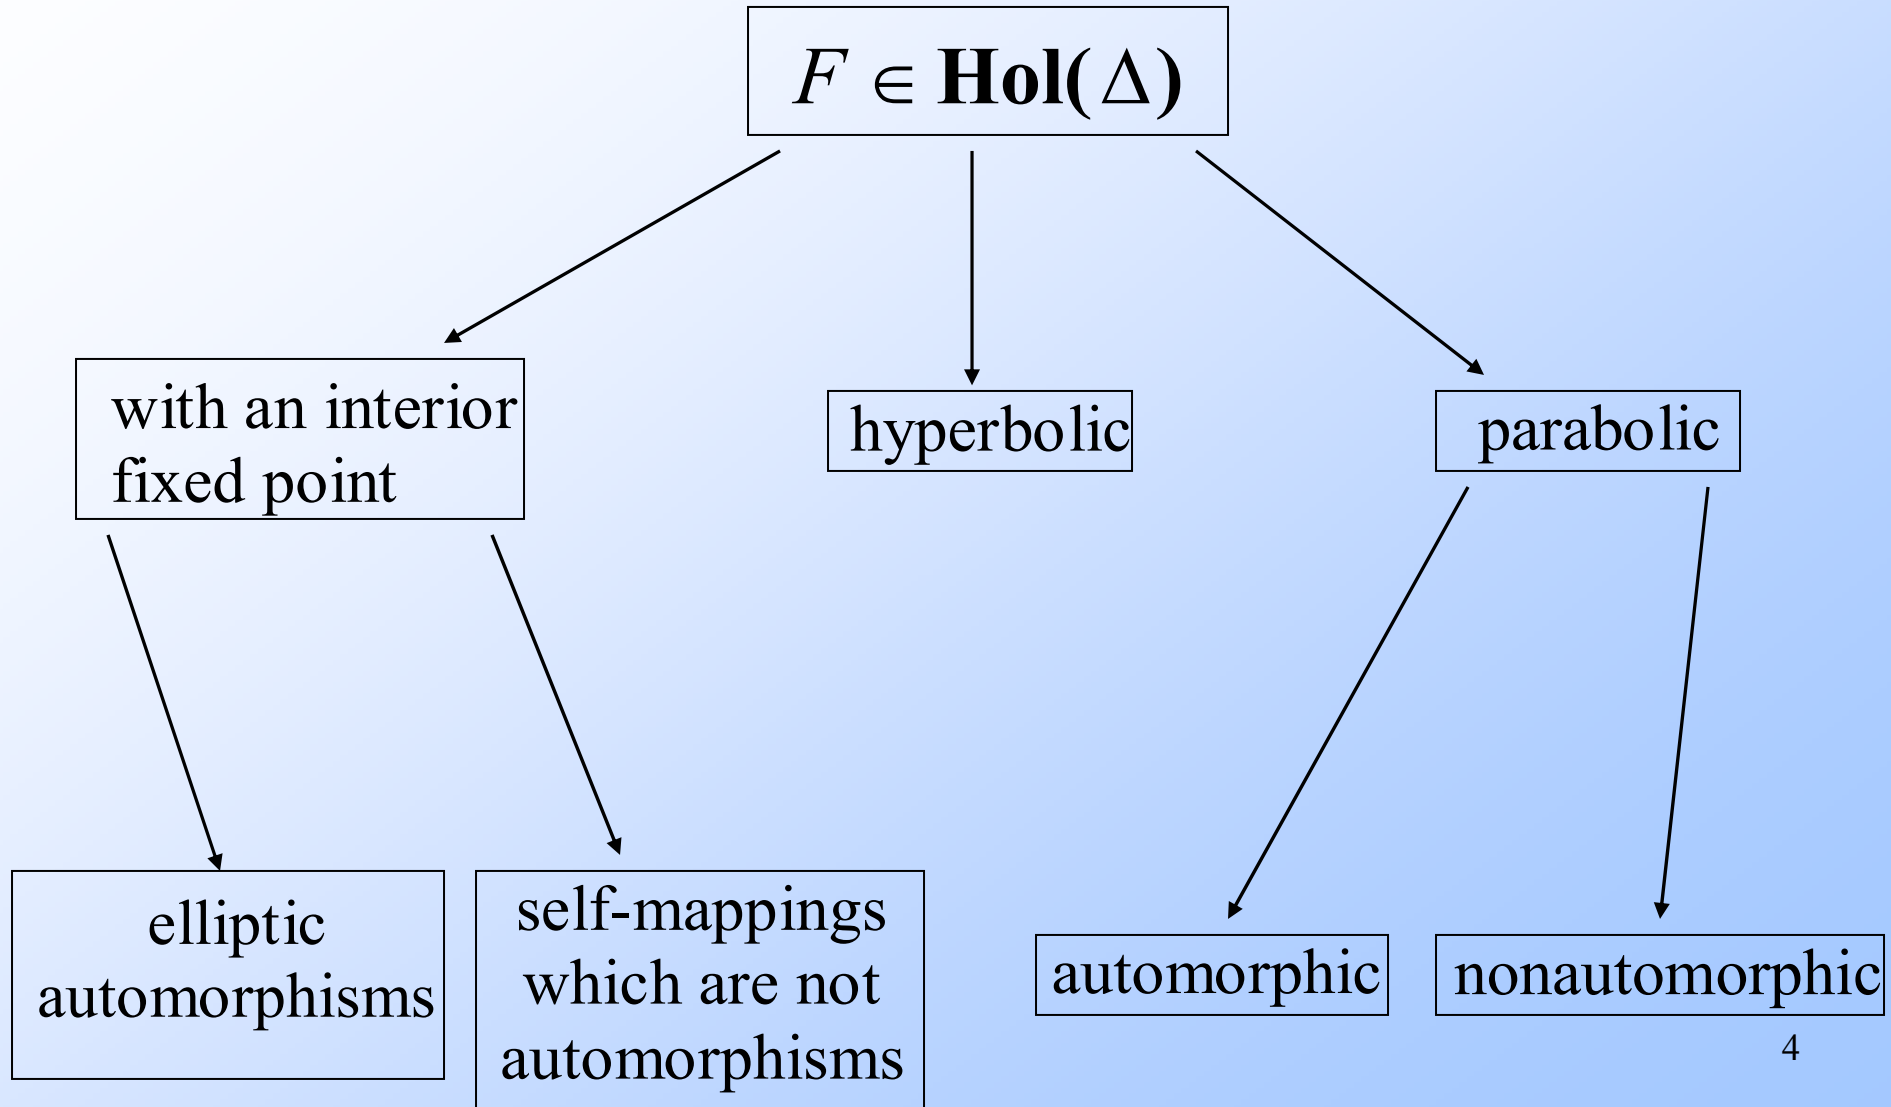 F ∈ Hol(Δ)
with an interior
fixed point
hyperbolic
parabolic
elliptic
automorphisms
self-mappings
which are not
automorphisms
automorphic
nonautomorphic
4